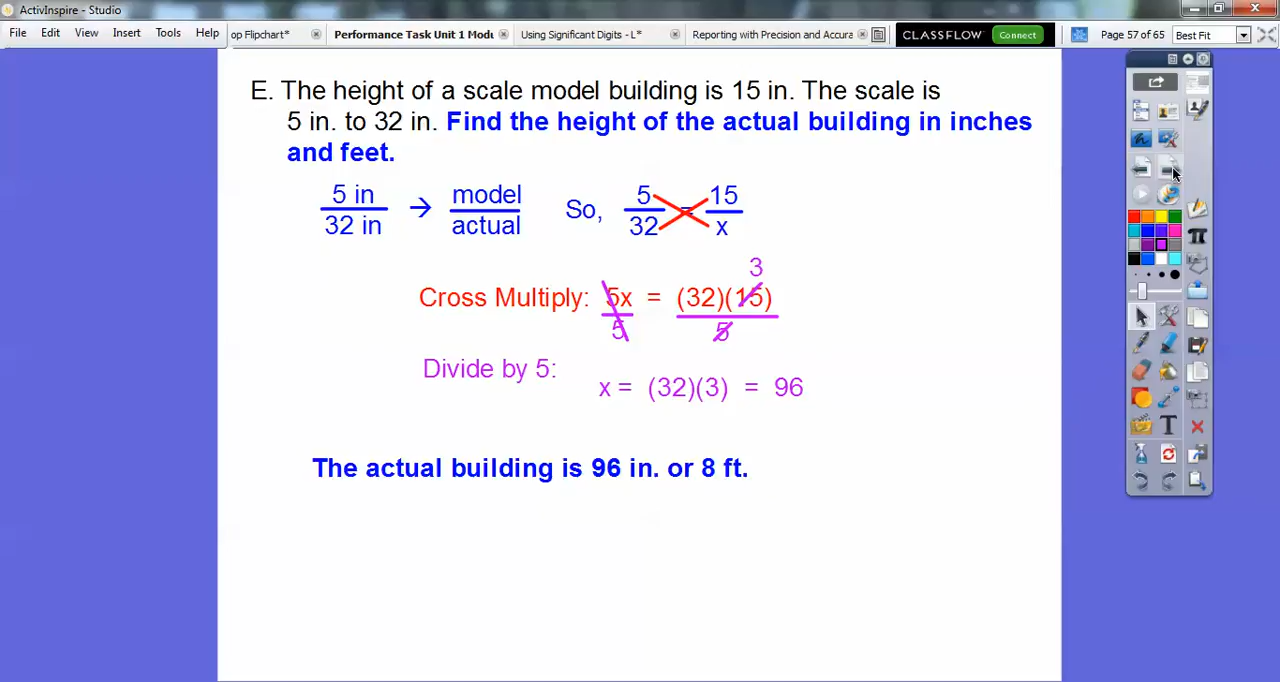 ActivInspire - Studio
File Edit View Insert Tools Help
op Flipchart* Performance Task Unit 1 Modu Using Significant Digits - L* Reporting with Precision and Accura CLASSFLOW Connect Page 57 of 65 Best Fit
E. The height of a scale model building is 15 in. The scale is
5 in. to 32 in. Find the height of the actual building in inches
and feet.
5 in → model So, 5 = 15
32 in actual 32 x
3
Cross Multiply: 5x = (32)(15)
5 5
Divide by 5:
x = (32)(3) = 96
The actual building is 96 in. or 8 ft.